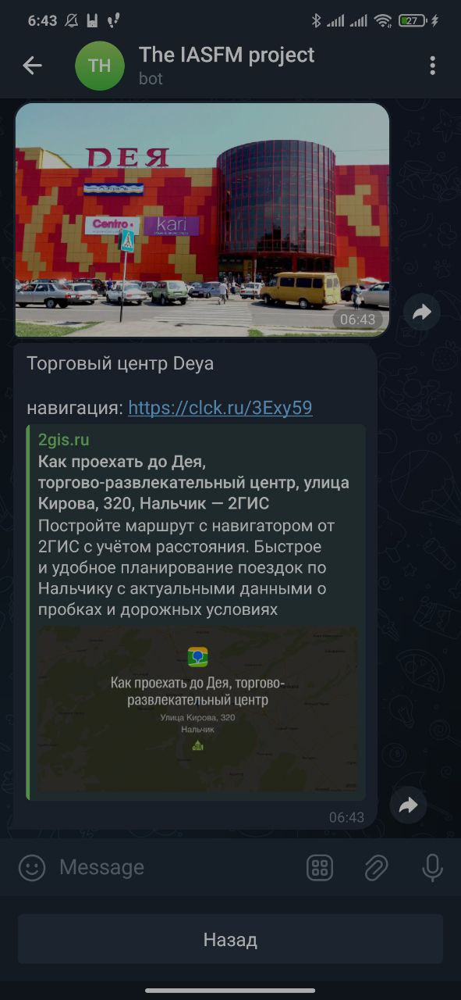 6:43
27
TH
The IASFM project
bot
DEЯ
Centro
kari
06:43
Торговый центр Deya
навигация: https://clck.ru/3Exy59
2gis.ru
Как проехать до Дея,
торгово-развлекательный центр, улица
Кирова, 320, Нальчик — 2ГИС
Постройте маршрут с навигатором от
2ГИС с учётом расстояния. Быстрое
и удобное планирование поездок по
Нальчику с актуальными данными о
пробках и дорожных условиях
Как проехать до Дея, торгово-
развлекательный центр
Улица Кирова, 320
Нальчик
06:43
Message
Назад